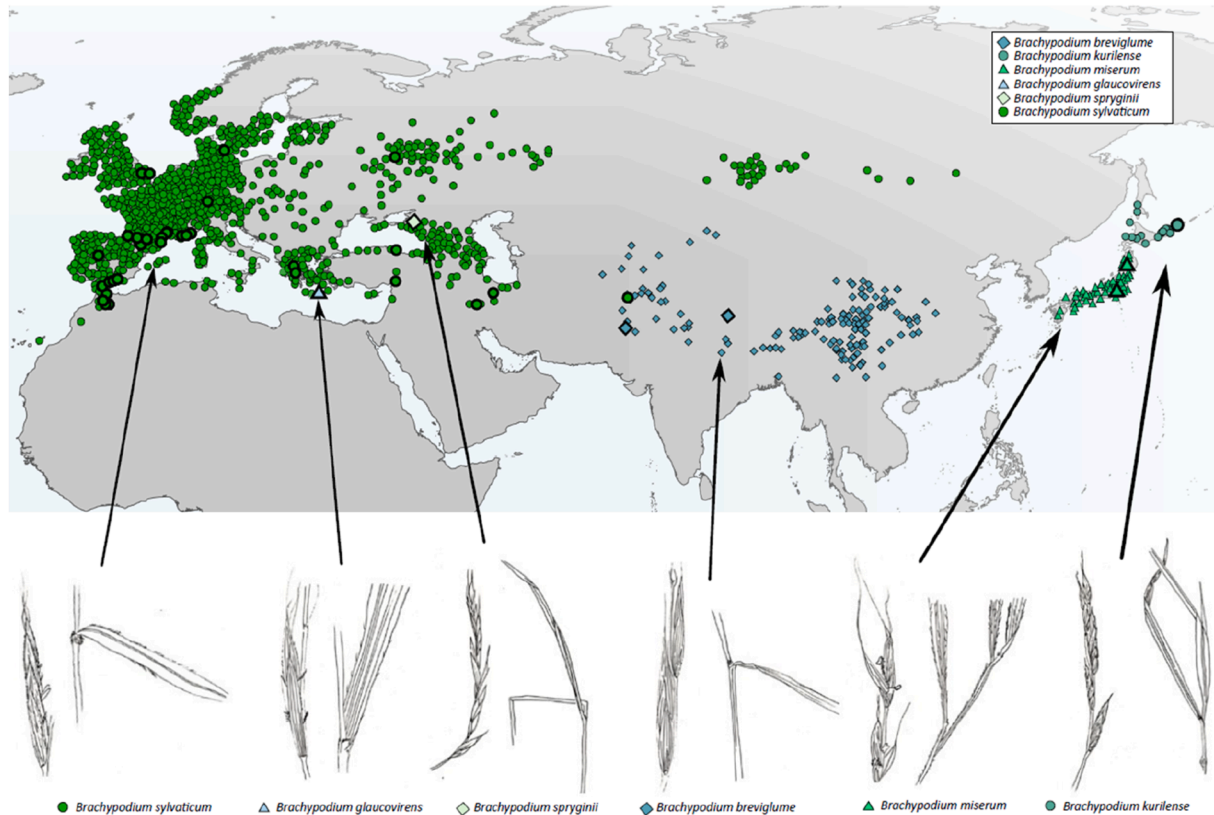 Brachypodium breviglume
Brachypodium kurilense
Brachypodium miserum
Brachypodium glaucovirens
Brachypodium spryginii
Brachypodium sylvaticum
Brachypodium sylvaticum
Brachypodium glaucovirens
Brachypodium spryginii
Brachypodium breviglume
Brachypodium miserum
Brachypodium kurilense